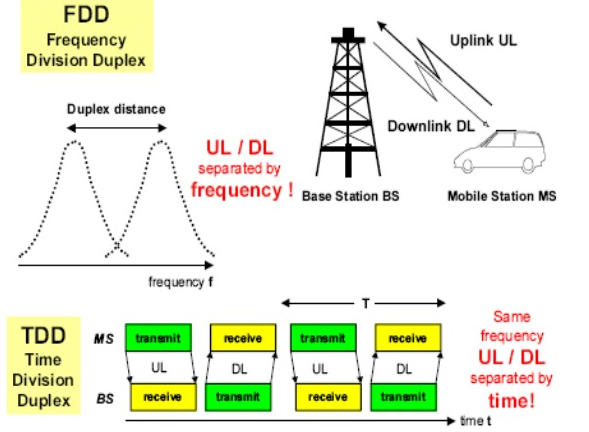 FDD
Frequency
Division Duplex
Uplink UL
Duplex distance
Downlink DL
UL / DL
separated by
frequency !
Base Station BS
Mobile Station MS
frequency f
T
TDD
Time
Division
Duplex
MS
transmit
receive
transmit
receive
UL
DL
UL
DL
BS
receive
transmit
receive
transmit
Same
frequency
UL / DL
separated by
time!
time t